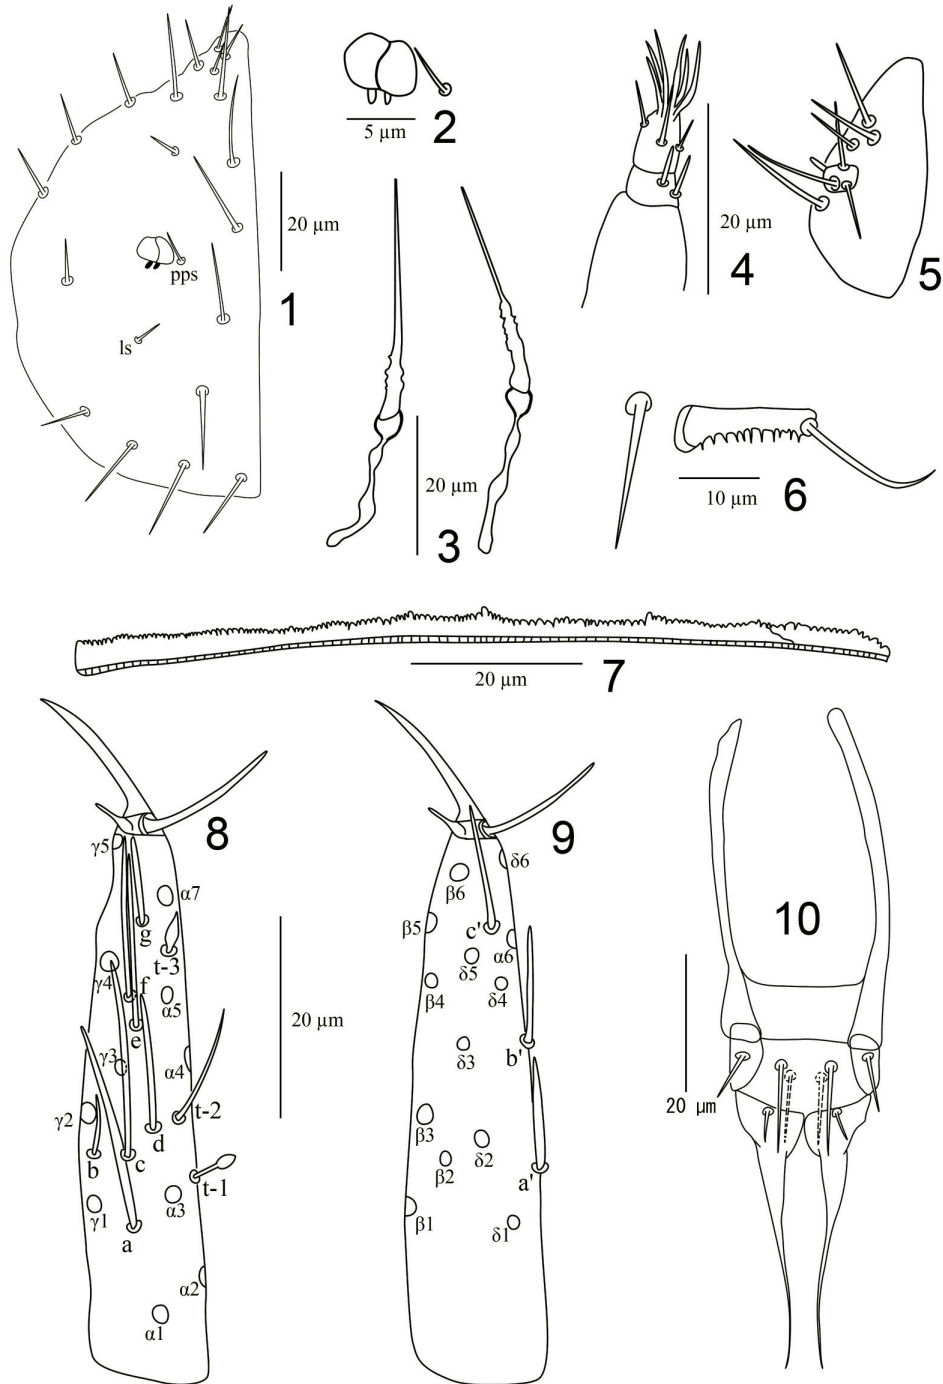 5 µm
2
20 µm
pps
1
ls
20 µm
4
5
20 µm
3
10 µm
6
20 µm
7
8
γ5
α7
g
t-3
γ4
f
α5
e
γ3
α4
γ2
t-2
d
b
c
t-1
γ1
α3
a
α2
α1
20 µm
9
δ6
β6
β5
c'
δ5
α6
β4
δ4
δ3
b'
β3
δ2
β2
a'
β1
δ1
10
20 µm